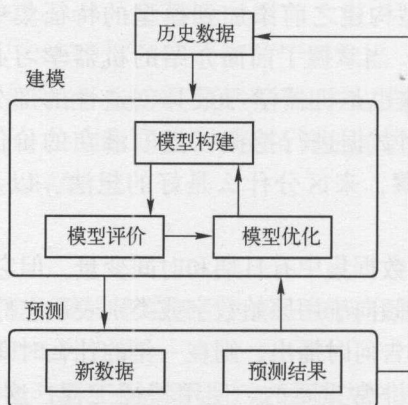 历史数据
建模
模型构建
模型评价
模型优化
预测
新数据
预测结果